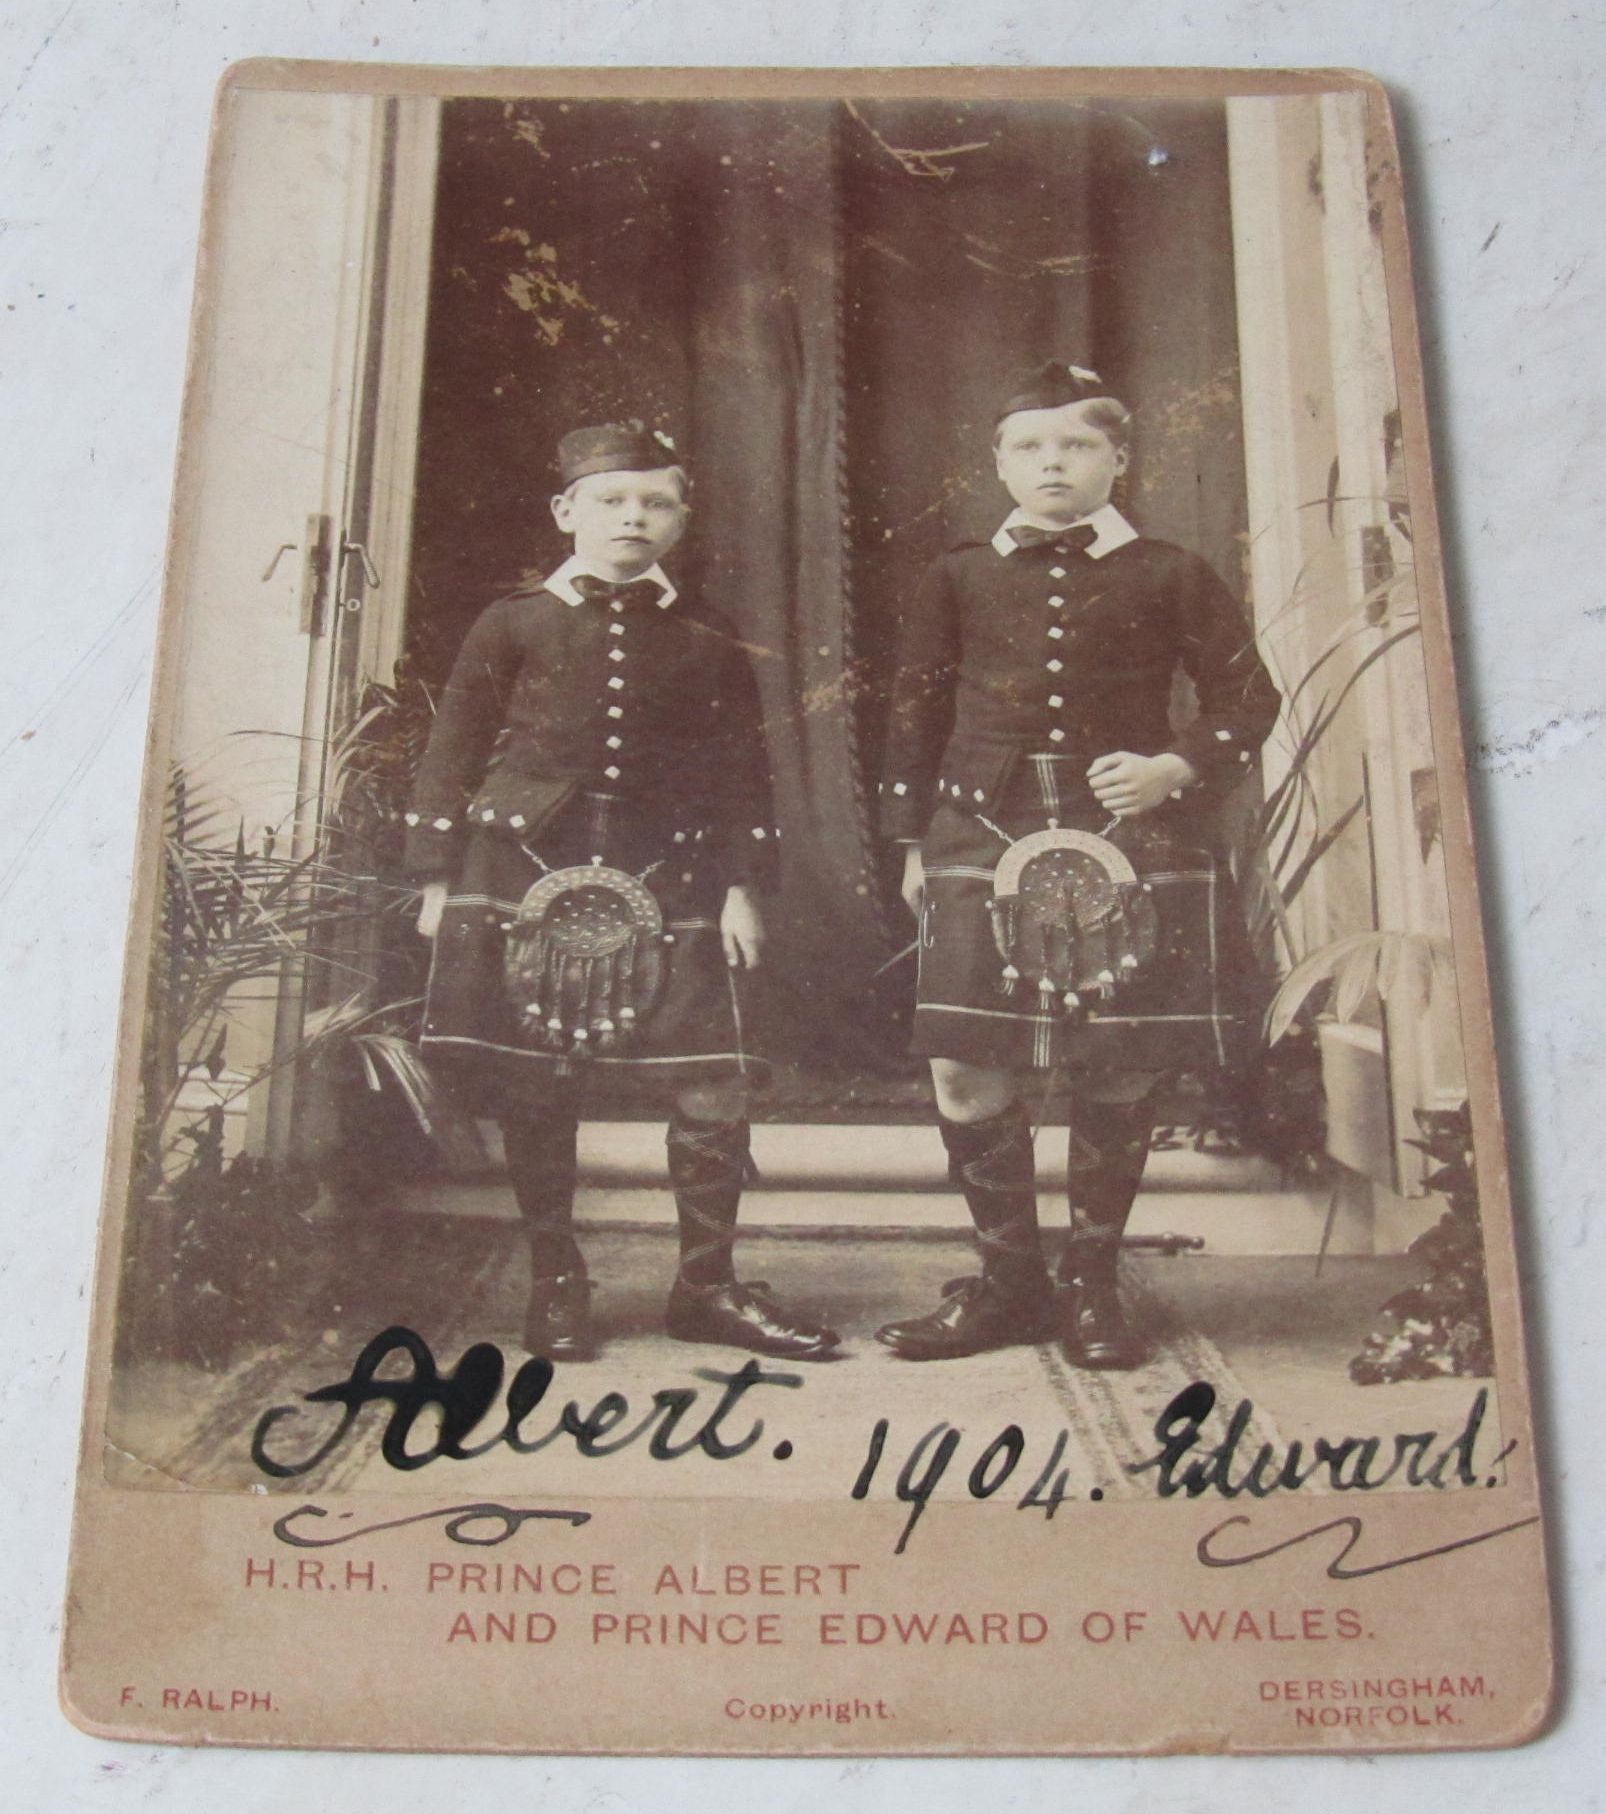 Albert. 1904. Edward.
H.R.H. PRINCE ALBERT
AND PRINCE EDWARD OF WALES.
F. RALPH.
Copyright.
DERSINGHAM,
NORFOLK.